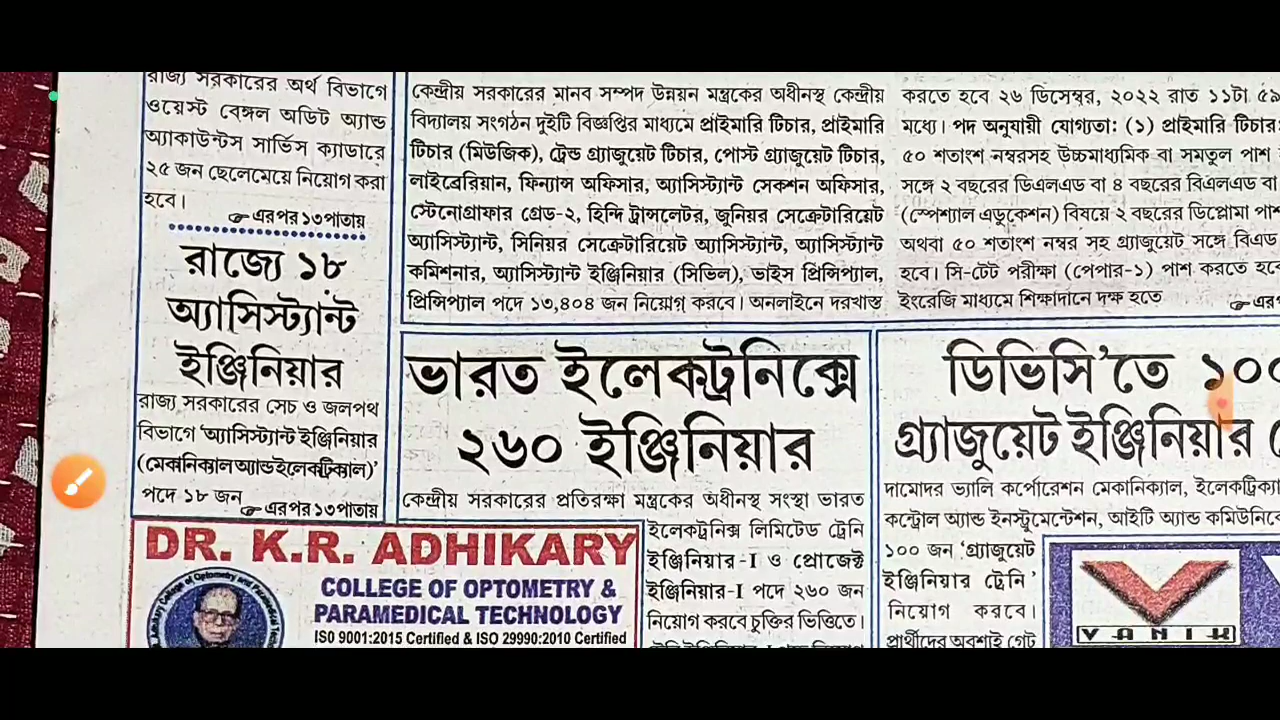 রাজ্য সরকারের অর্থ বিভাগে
ওয়েস্ট বেঙ্গল অডিট অ্যান্ড
অ্যাকাউন্টস সার্ভিস ক্যাডারে
২৫ জন ছেলেমেয়ে নিয়োগ করা
হবে।
☞ এরপর ১৩ পাতায়
রাজ্যে ১৮
অ্যাসিস্ট্যান্ট
ইঞ্জিনিয়ার
রাজ্য সরকারের সেচ ও জলপথ
বিভাগে 'অ্যাসিস্ট্যান্ট ইঞ্জিনিয়ার
(মেকানিক্যাল অ্যান্ড ইলেকট্রিক্যাল)'
পদে ১৮ জন
☞ এরপর ১৩ পাতায়
কেন্দ্রীয় সরকারের মানব সম্পদ উন্নয়ন মন্ত্রকের অধীনস্থ কেন্দ্রীয়
বিদ্যালয় সংগঠন দুইটি বিজ্ঞপ্তির মাধ্যমে প্রাইমারি টিচার, প্রাইমারি
টিচার (মিউজিক), ট্রেন্ড গ্র্যাজুয়েট টিচার, পোস্ট গ্র্যাজুয়েট টিচার,
লাইব্রেরিয়ান, ফিন্যান্স অফিসার, অ্যাসিস্ট্যান্ট সেকশন অফিসার,
স্টেনোগ্রাফার গ্রেড-২, হিন্দি ট্রান্সলেটর, জুনিয়র সেক্রেটারিয়েট
অ্যাসিস্ট্যান্ট, সিনিয়র সেক্রেটারিয়েট অ্যাসিস্ট্যান্ট, অ্যাসিস্ট্যান্ট
কমিশনার, অ্যাসিস্ট্যান্ট ইঞ্জিনিয়ার (সিভিল), ভাইস প্রিন্সিপ্যাল,
প্রিন্সিপ্যাল পদে ১৩,৪০৪ জন নিয়োগ করবে। অনলাইনে দরখাস্ত
করতে হবে ২৬ ডিসেম্বর, ২০২২ রাত ১১টা ৫৯
মধ্যে। পদ অনুযায়ী যোগ্যতা: (১) প্রাইমারি টিচার:
৫০ শতাংশ নম্বরসহ উচ্চমাধ্যমিক বা সমতুল পাশ
সঙ্গে ২ বছরের ডিএলএড বা ৪ বছরের বিএলএড বা
(স্পেশ্যাল এডুকেশন) বিষয়ে ২ বছরের ডিপ্লোমা পাশ
অথবা ৫০ শতাংশ নম্বর সহ গ্র্যাজুয়েট সঙ্গে বিএড
হবে। সি-টেট পরীক্ষা (পেপার-১) পাশ করতে হবে
ইংরেজি মাধ্যমে শিক্ষাদানে দক্ষ হতে
☞ এর
ভারত ইলেকট্রনিক্সে
২৬০ ইঞ্জিনিয়ার
কেন্দ্রীয় সরকারের প্রতিরক্ষা মন্ত্রকের অধীনস্থ সংস্থা ভারত
ইলেকট্রনিক্স লিমিটেড ট্রেনি
ইঞ্জিনিয়ার-I ও প্রোজেক্ট
ইঞ্জিনিয়ার-I পদে ২৬০ জন
নিয়োগ করবে চুক্তির ভিত্তিতে।
ডিভিসি'তে ১০০
গ্র্যাজুয়েট ইঞ্জিনিয়ার
দামোদর ভ্যালি কর্পোরেশন মেকানিক্যাল, ইলেকট্রিক্যা
কন্ট্রোল অ্যান্ড ইনস্ট্রুমেন্টেশন, আইটি অ্যান্ড কমিউনিকে
১০০ জন 'গ্র্যাজুয়েট
ইঞ্জিনিয়ার ট্রেনি'
নিয়োগ করবে।
প্রার্থীদের অবশ্যই গেট
DR. K.R. ADHIKARY
COLLEGE OF OPTOMETRY &
PARAMEDICAL TECHNOLOGY
ISO 9001:2015 Certified & ISO 29990:2010 Certified
VANIK